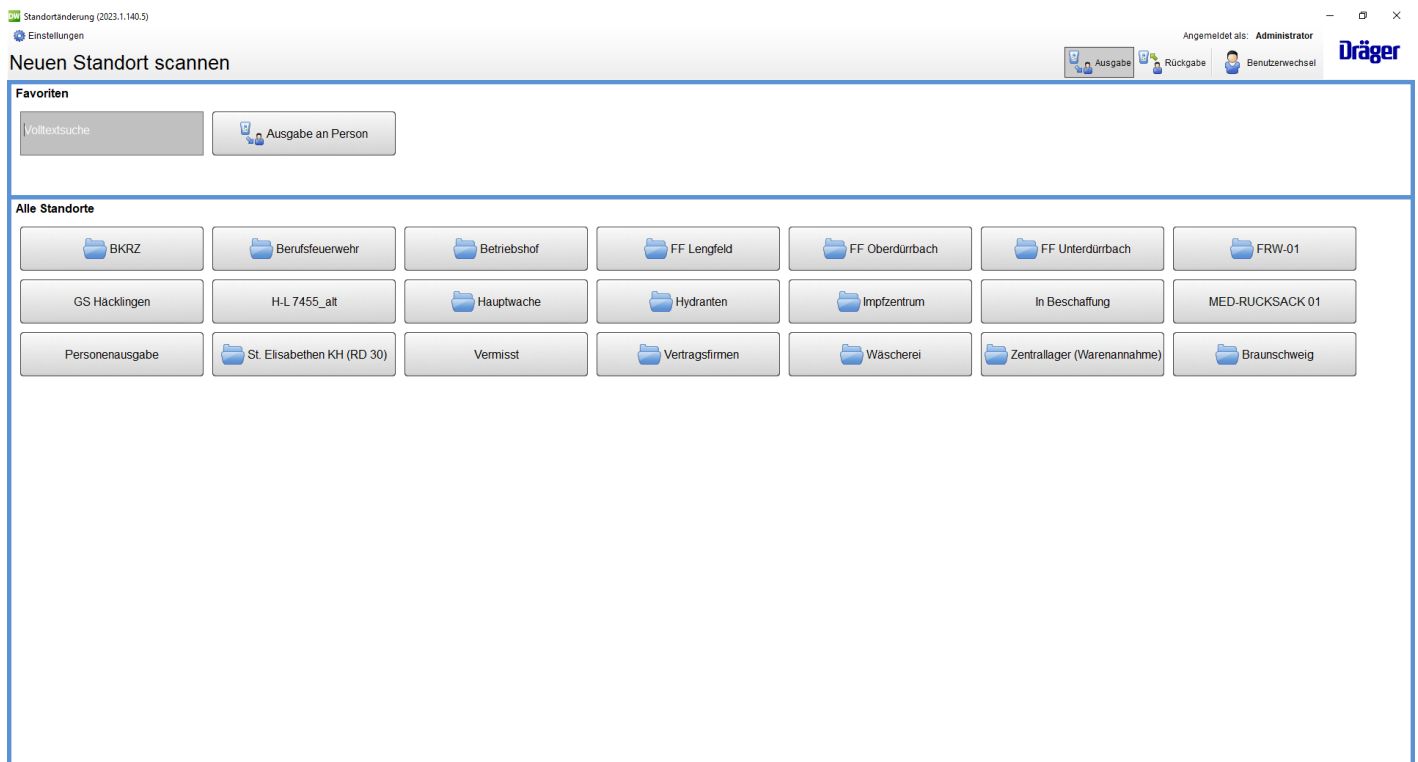 DW Standortänderung (2023.1.140.5)
Einstellungen
Angemeldet als: Administrator
Neuen Standort scannen
Ausgabe
Rückgabe
Benutzerwechsel
Dräger
Favoriten
Volltextsuche
Ausgabe an Person
Alle Standorte
BKRZ
Berufsfeuerwehr
Betriebshof
FF Lengfeld
FF Oberdürrbach
FF Unterdürrbach
FRW-01
GS Häcklingen
H-L 7455_alt
Hauptwache
Hydranten
Impfzentrum
In Beschaffung
MED-RUCKSACK 01
Personenausgabe
St. Elisabethen KH (RD 30)
Vermisst
Vertragsfirmen
Wäscherei
Zentrallager (Warenannahme)
Braunschweig